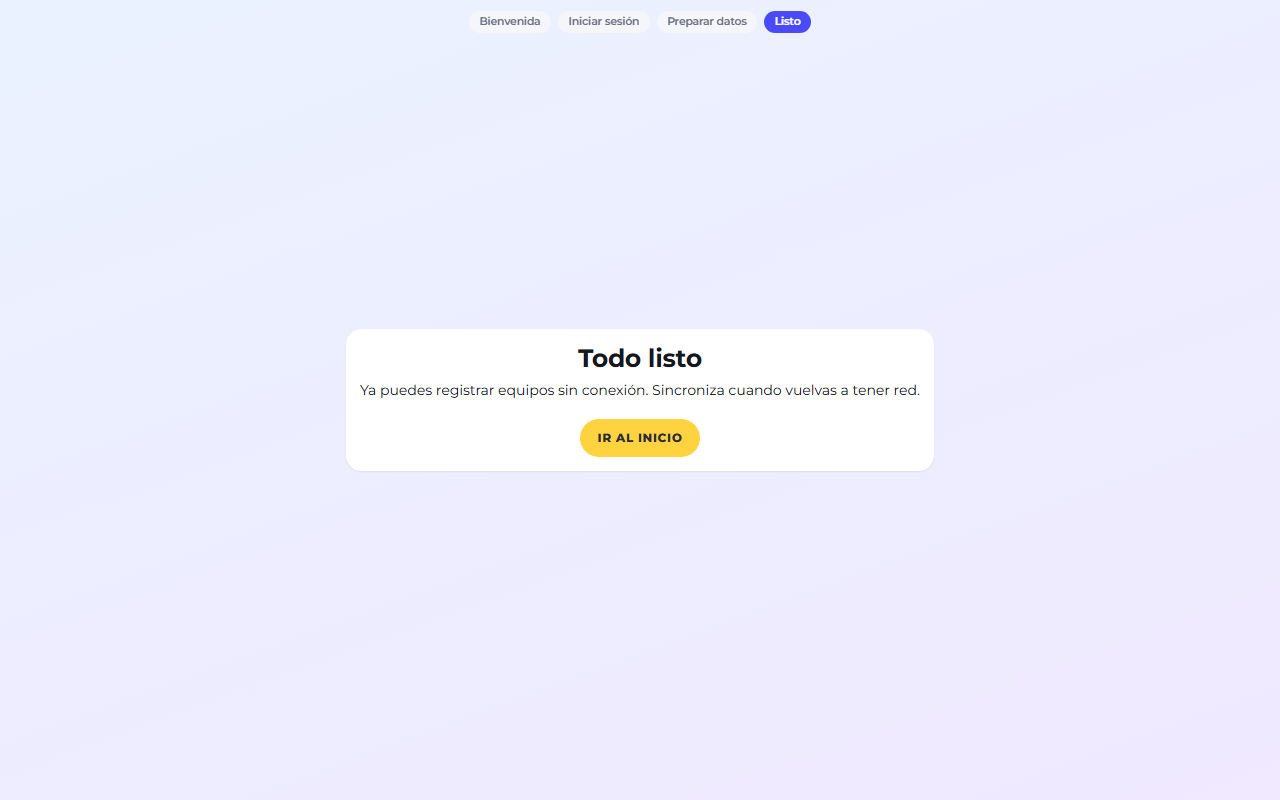 Bienvenida Iniciar sesión Preparar datos Listo
Todo listo
Ya puedes registrar equipos sin conexión. Sincroniza cuando vuelvas a tener red.
IR AL INICIO